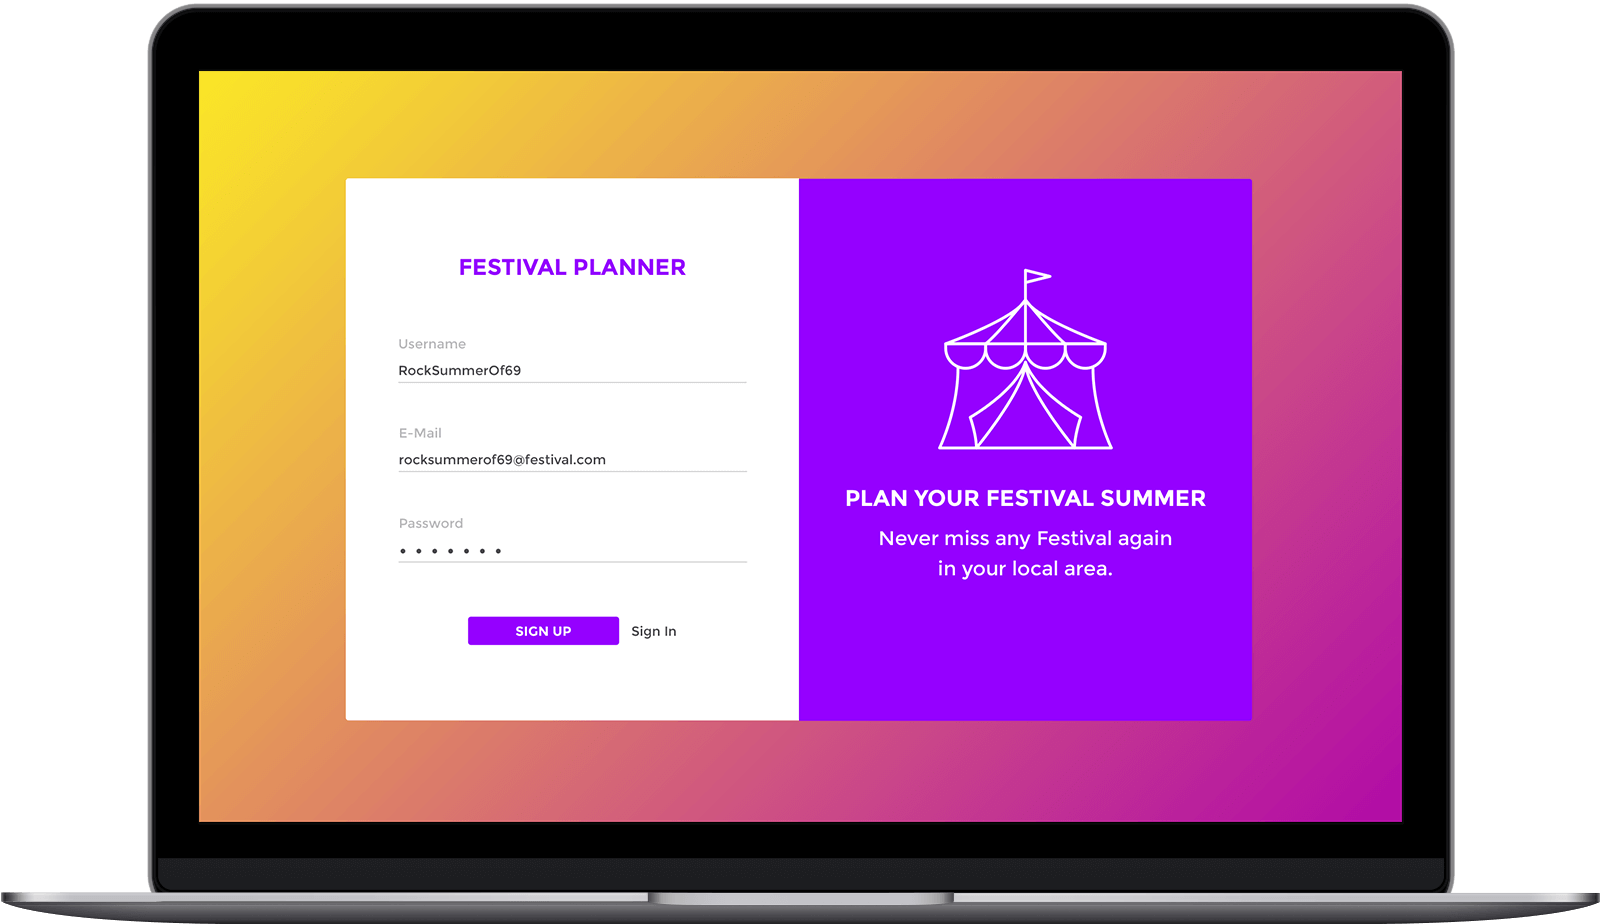 FESTIVAL PLANNER
Username
RockSummerOf69
E-Mail
rocksummerof69@festival.com
Password
SIGN UP
Sign In
PLAN YOUR FESTIVAL SUMMER
Never miss any Festival again
in your local area.